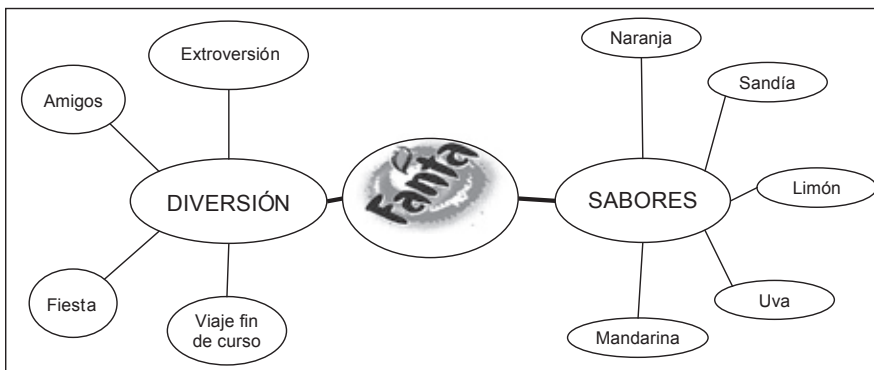 Extroversión
Amigos
DIVERSIÓN
Fiesta
Viaje fin
de curso
Fanta
Naranja
Sandía
SABORES
Limón
Uva
Mandarina